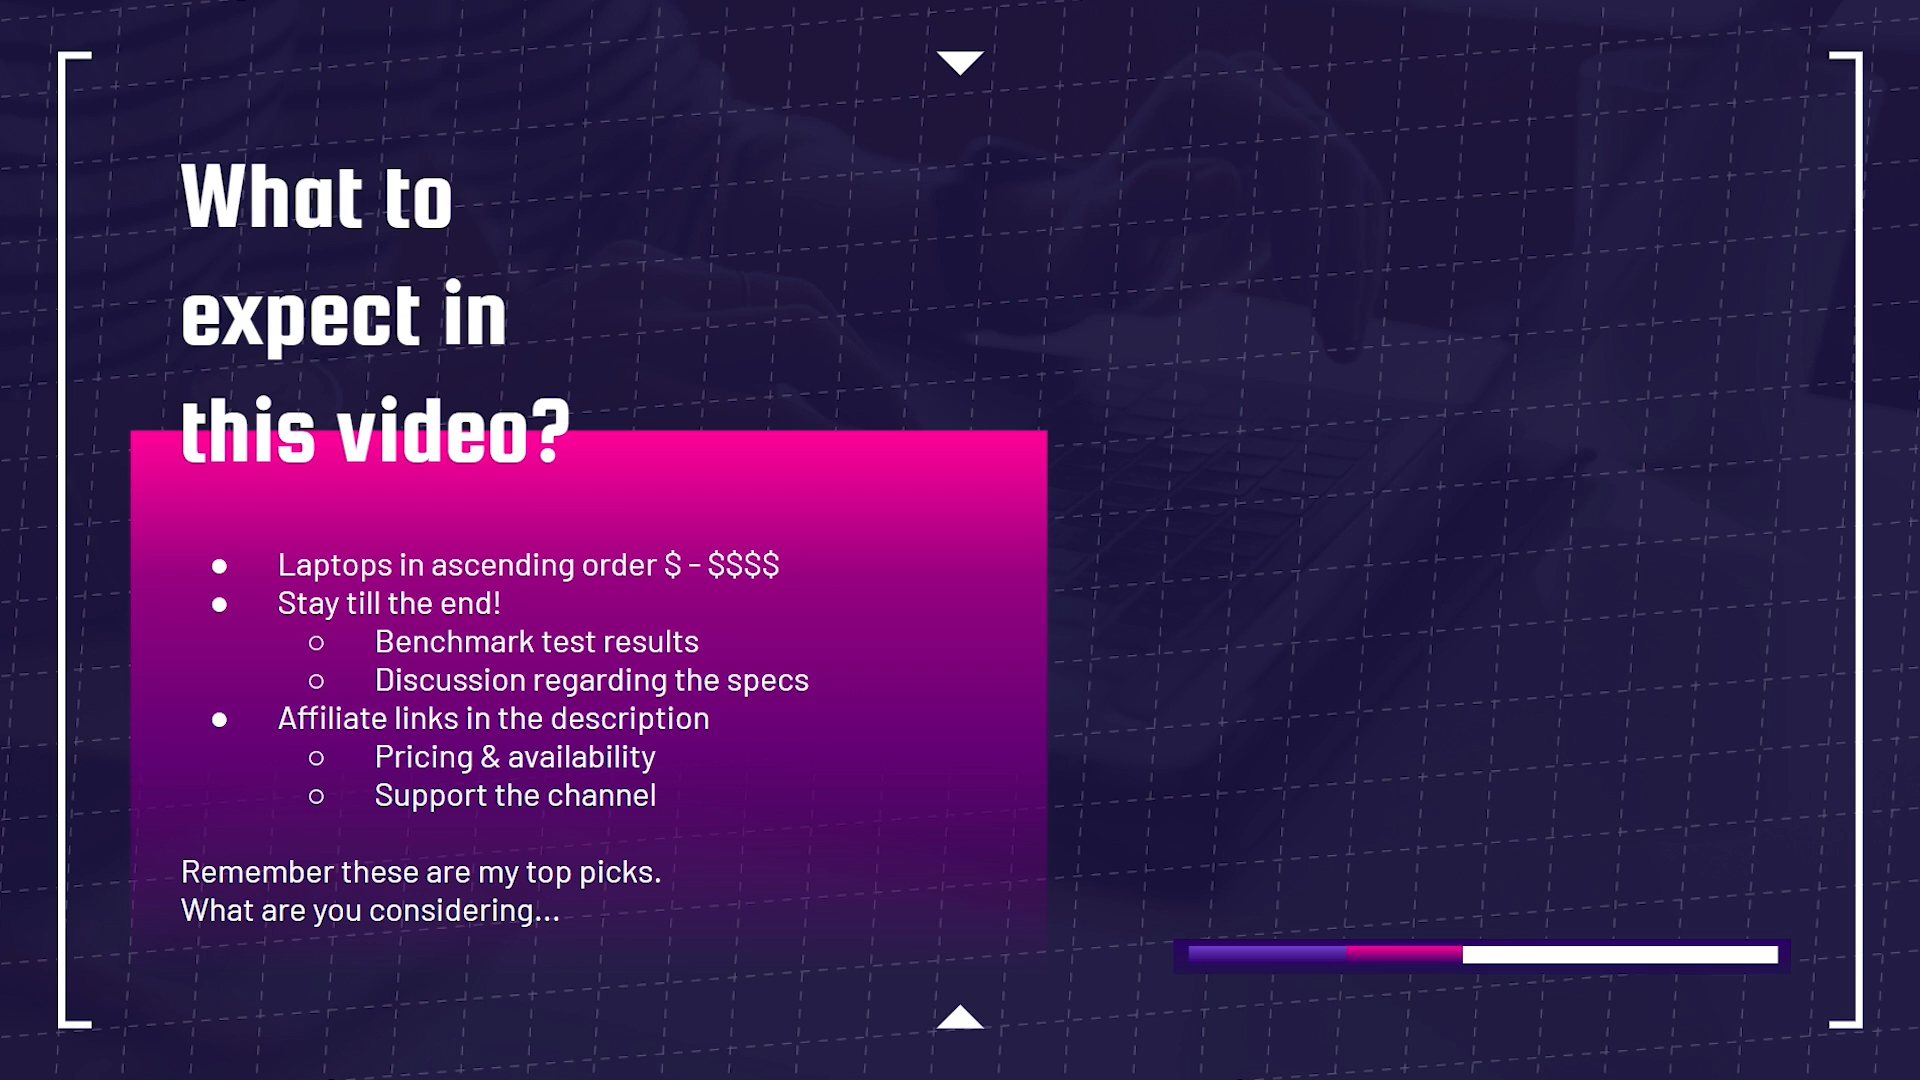 What to
expect in
this video?
● Laptops in ascending order $ - $$$$
● Stay till the end!
○ Benchmark test results
○ Discussion regarding the specs
● Affiliate links in the description
○ Pricing & availability
○ Support the channel
Remember these are my top picks.
What are you considering...